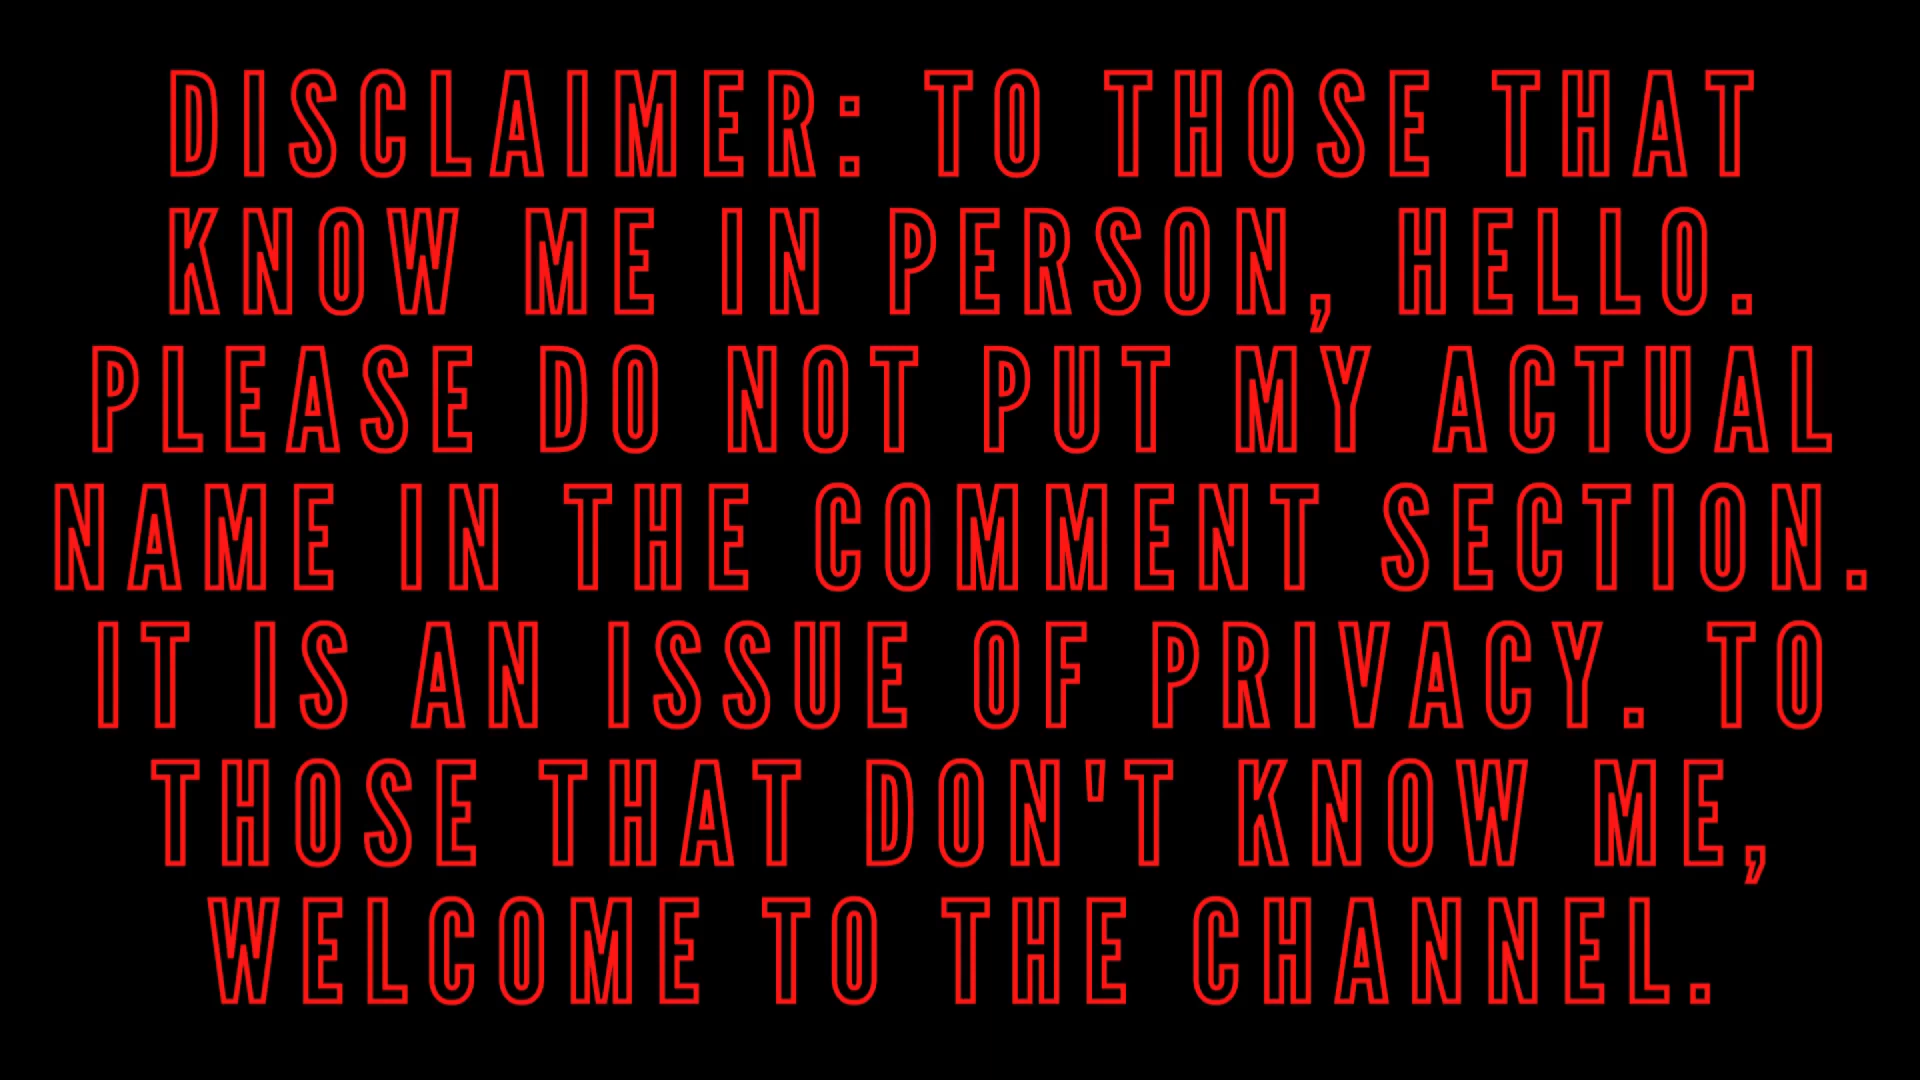 DISCLAIMER: TO THOSE THAT
KNOW ME IN PERSON, HELLO.
PLEASE DO NOT PUT MY ACTUAL
NAME IN THE COMMENT SECTION.
IT IS AN ISSUE OF PRIVACY. TO
THOSE THAT DON'T KNOW ME,
WELCOME TO THE CHANNEL.